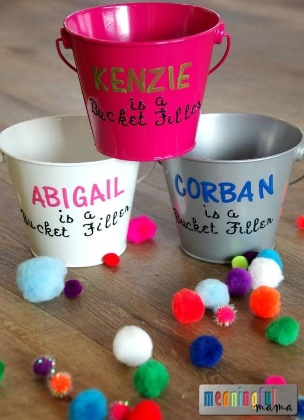 KENZIE
is a
Bucket Filler
ABIGAIL
is a
Bucket Filler
CORBAN
is a
Bucket Filler
meaningful
mama